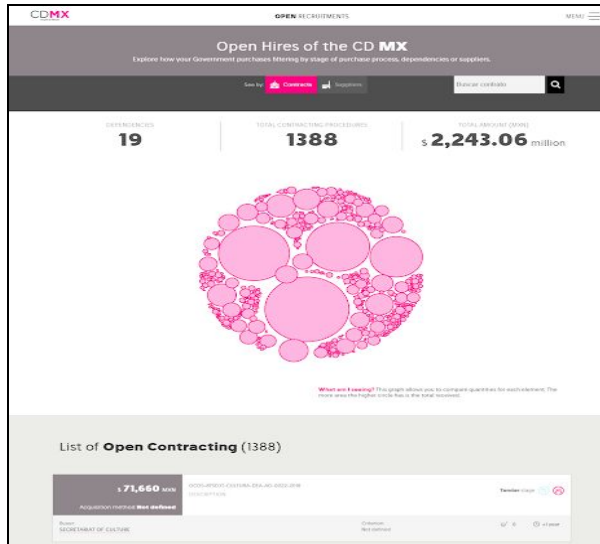 CDMX
OPEN RECRUITMENTS
MENU
Open Hires of the CD MX
Explore how your Government purchases filtering by stage of purchase process, dependencies or suppliers.
See by Contracts Suppliers
Buscar contrato
DEPENDENCIES
19
TOTAL CONTRACTING PROCEDURES
1388
TOTAL AMOUNT (MXN)
$ 2,243.06 million
What am I seeing? This graph allows you to compare quantities for each element. The
more area the higher circle has is the total received.
List of Open Contracting (1388)
$ 71,660 MXN
Acquisition method Not defined
DESCRIPTION
Tender stage
Buyer
SECRETARIAT OF CULTURE
Criterion
Not defined